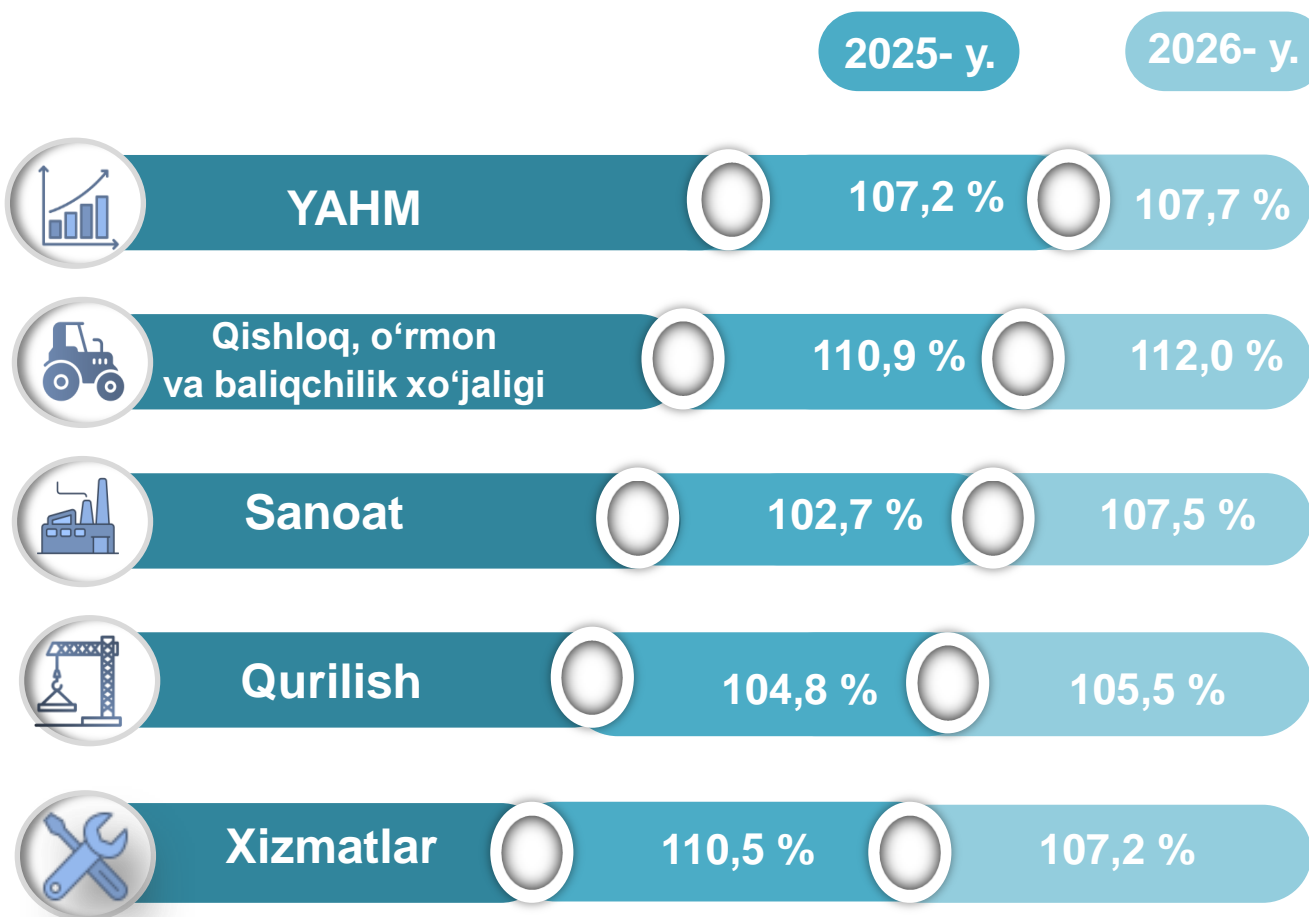 2025- y.
2026- y.
YAHM
107,2 %
107,7 %
Qishloq, o‘rmon
va baliqchilik xo‘jaligi
110,9 %
112,0 %
Sanoat
102,7 %
107,5 %
Qurilish
104,8 %
105,5 %
Xizmatlar
110,5 %
107,2 %